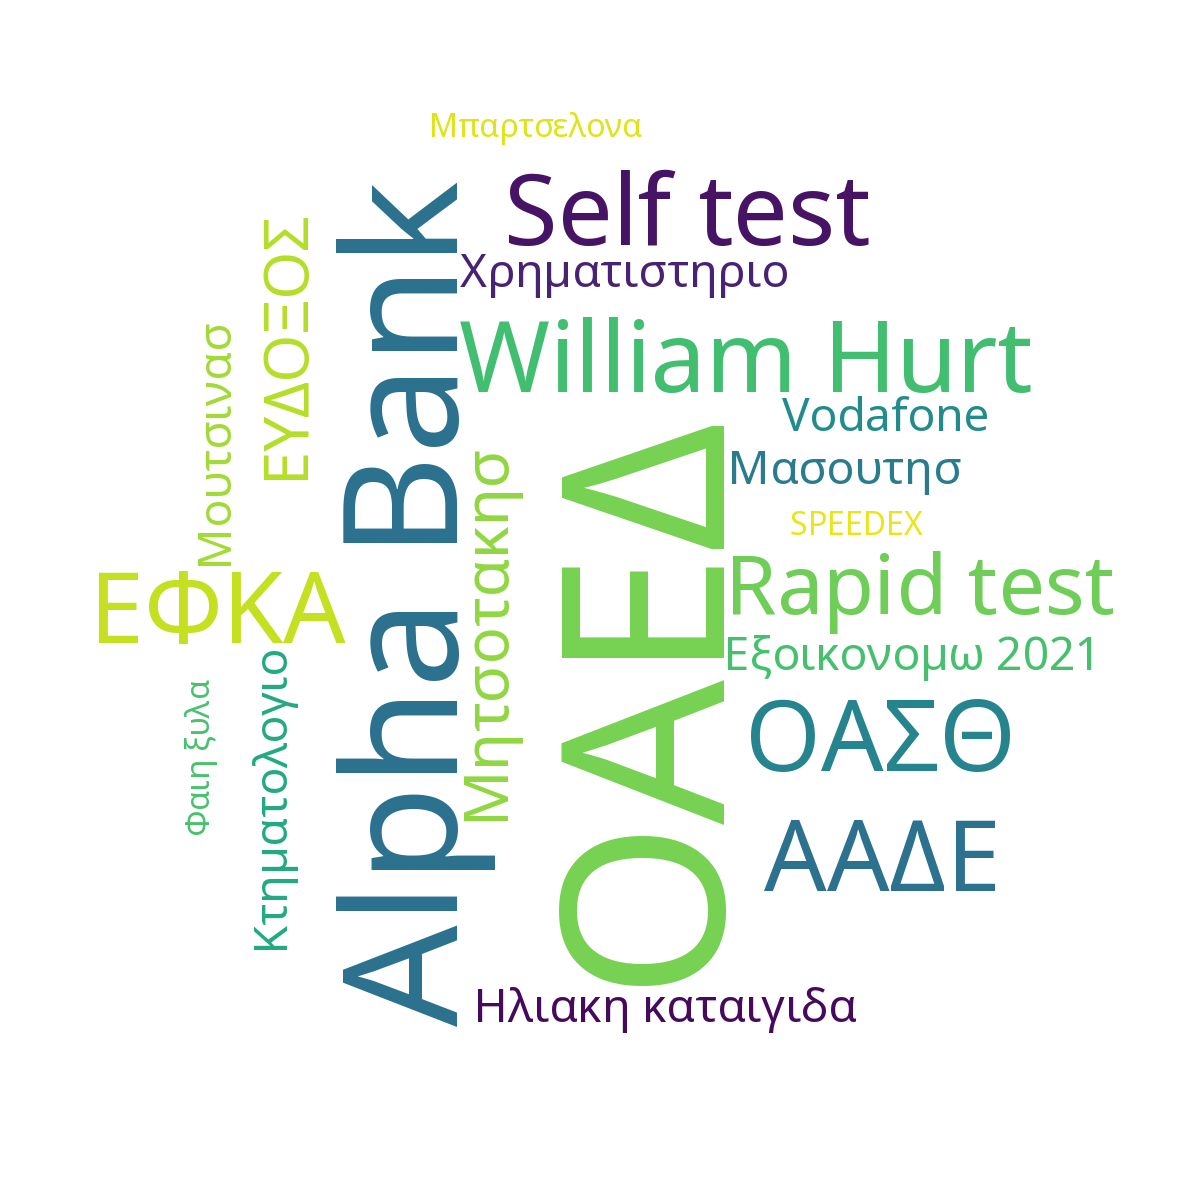 Μπαρτσελονα
Self test
Χρηματιστηριο
William Hurt
Vodafone
Μασουτησ
SPEEDEX
Rapid test
Εξοικονομω 2021
ΟΑΣΘ
ΑΑΔΕ
Ηλιακη καταιγιδα
ΟΑΕΔ
Μητσοτακησ
Alpha Bank
ΕΥΔΟΞΟΣ
Μουτσινασ
ΕΦΚΑ
Κτηματολογιο
Φαιη ξυλα